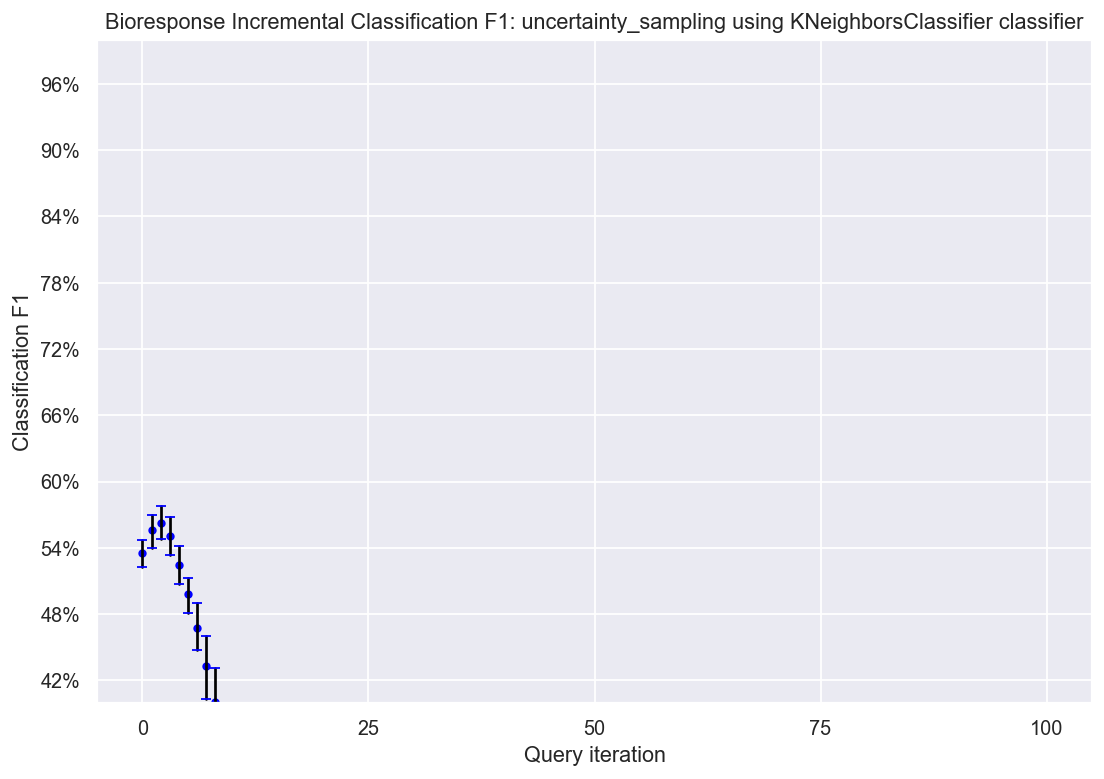 Bioresponse Incremental Classification F1: uncertainty_sampling using KNeighborsClassifier classifier
96%
90%
84%
78%
72%
66%
60%
54%
48%
42%
Classification F1
0 25 50 75 100
Query iteration